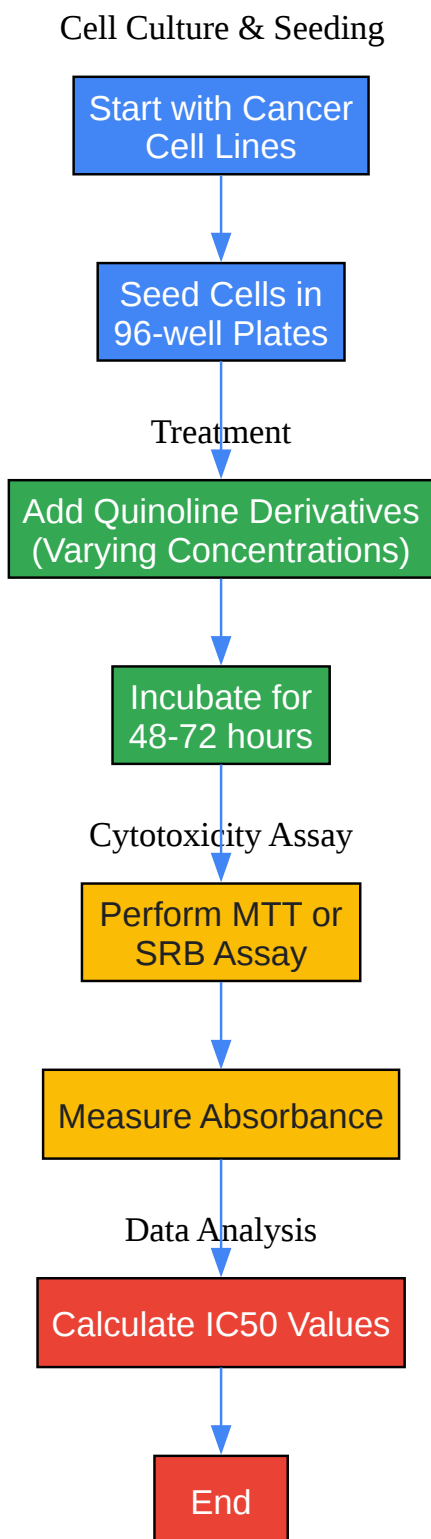 Cell Culture & Seeding
Start with Cancer
Cell Lines
Seed Cells in
96-well Plates
Treatment
Add Quinoline Derivatives
(Varying Concentrations)
Incubate for
48-72 hours
Cytotoxicity Assay
Perform MTT or
SRB Assay
Measure Absorbance
Data Analysis
Calculate IC50 Values
End